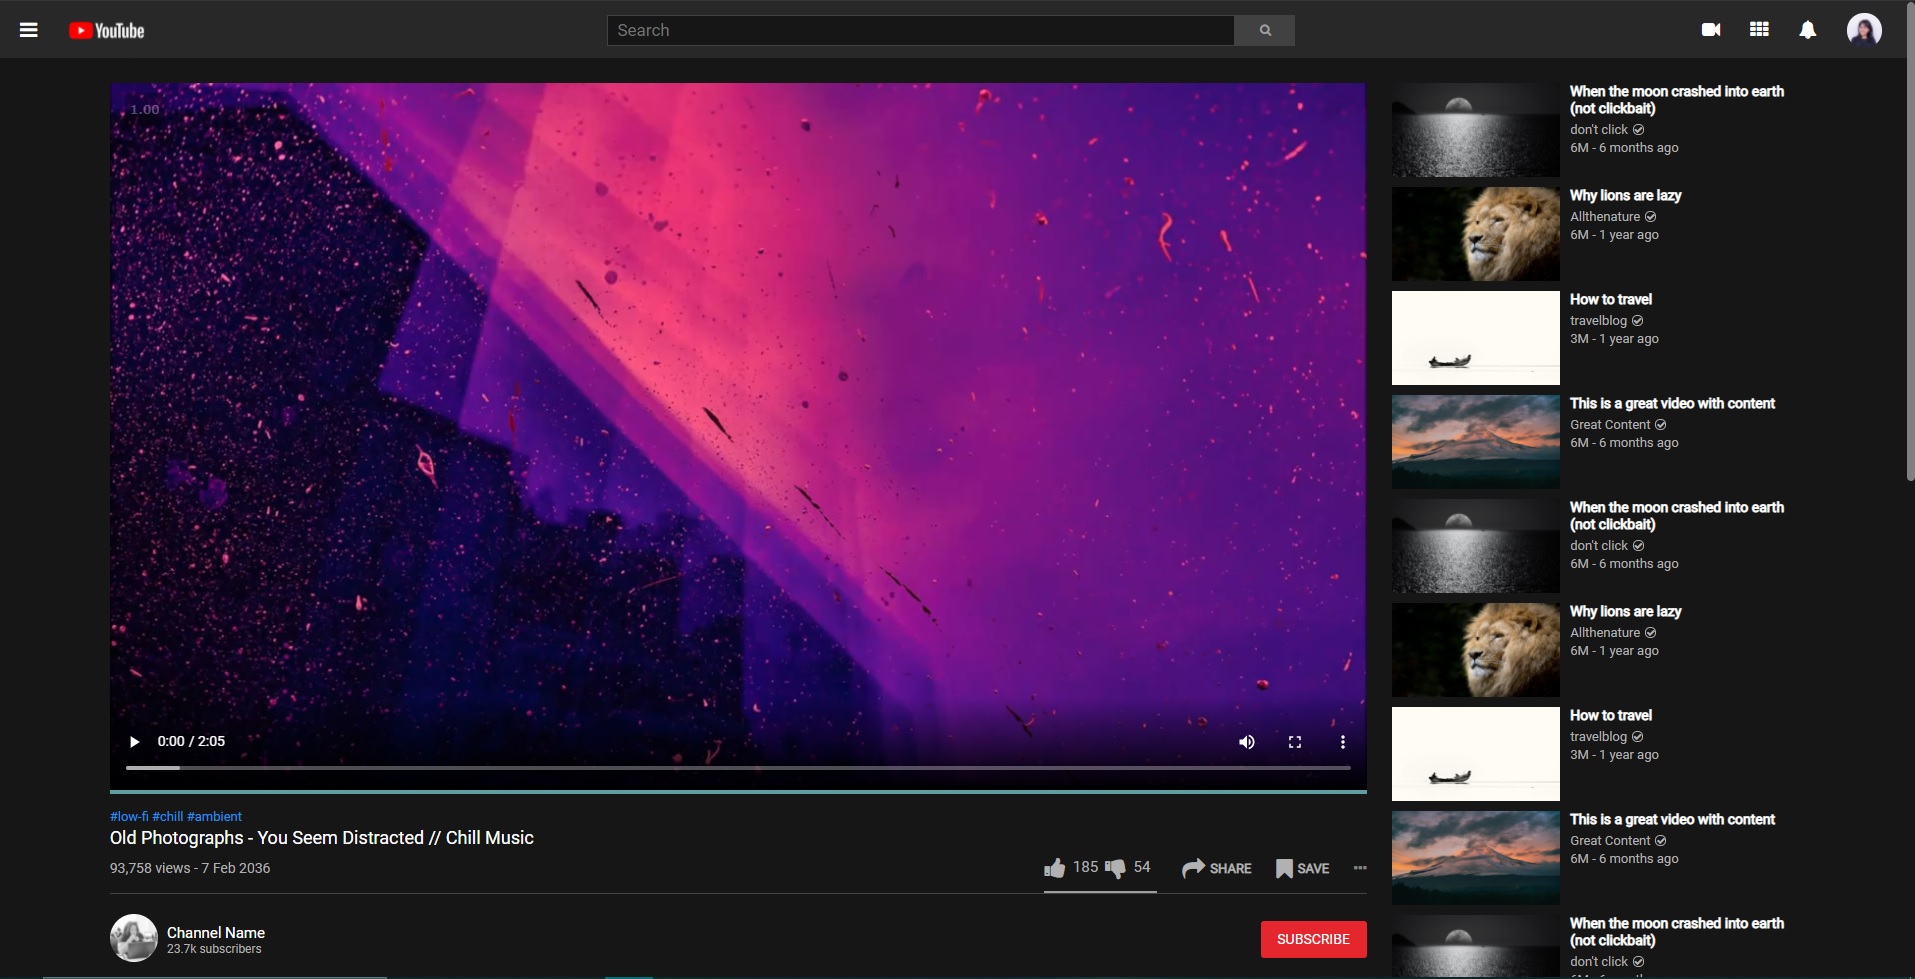 YouTube
Search
1.00
0:00 / 2:05
#low-fi #chill #ambient
Old Photographs - You Seem Distracted // Chill Music
93,758 views - 7 Feb 2036
185
54
SHARE
SAVE
Channel Name
23.7k subscribers
SUBSCRIBE
When the moon crashed into earth
(not clickbait)
don't click
6M - 6 months ago
Why lions are lazy
Allthenature
6M - 1 year ago
How to travel
travelblog
3M - 1 year ago
This is a great video with content
Great Content
6M - 6 months ago
When the moon crashed into earth
(not clickbait)
don't click
6M - 6 months ago
Why lions are lazy
Allthenature
6M - 1 year ago
How to travel
travelblog
3M - 1 year ago
This is a great video with content
Great Content
6M - 6 months ago
When the moon crashed into earth
(not clickbait)
don't click